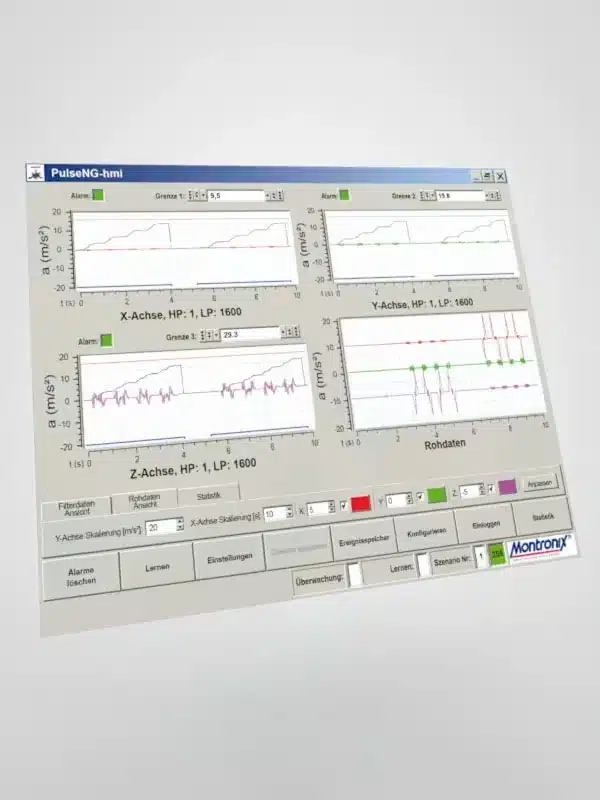 PulseNG-hmi
Alarm: Grenze 1: 9,5
20
10
0
-10
-20
a (m/s²)
t (s) 0 2 4 6 8 10
X-Achse, HP: 1, LP: 1600
Alarm: Grenze 2:
20
10
0
-10
-20
a (m/s²)
t (s) 0 2 4 6 8 10
Y-Achse, HP: 1, LP: 1600
Alarm: Grenze 3: 29.3
20
10
0
-10
-20
a (m/s²)
t (s) 0 2 4 6 8 10
Z-Achse, HP: 1, LP: 1600
20
10
0
-10
-20
a (m/s²)
t (s) 0 2 4 6 8 10
Rohdaten
Filterdaten Ansicht
Rohdaten Ansicht
Statistik
Y-Achse Skalierung [m/s²]: 20 X-Achse Skalierung [s]: 10 X: 5 Y: 0 Z: -5 Anpassen
Alarme löschen
Lernen
Einstellungen
Ereignisspeicher
Konfigurieren
Einloggen
Statistik
Überwachung: Lernen: Szenario Nr: 1
Montronix®